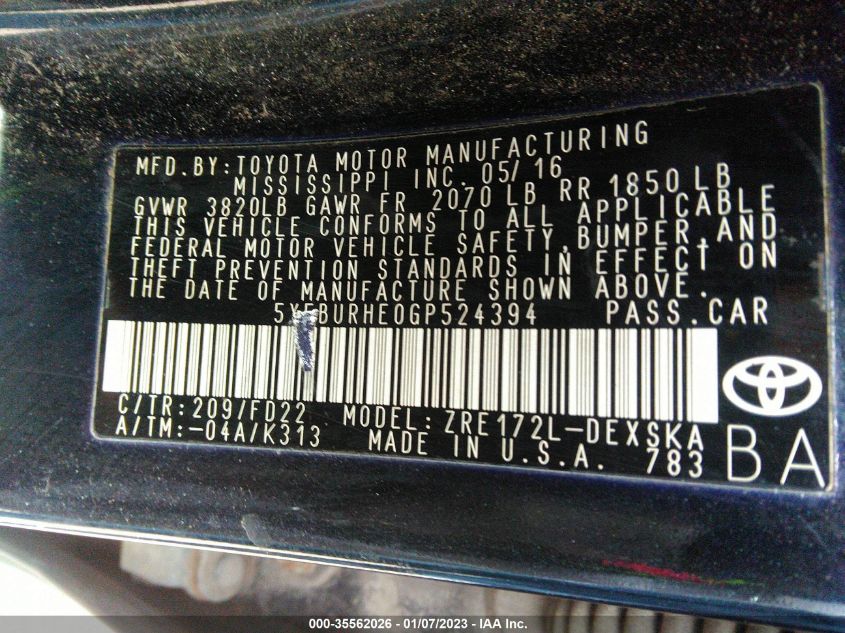 MFD.BY:TOYOTA MOTOR MANUFACTURING
MISSISSIPPI INC. 05/16
GVWR 3820LB GAWR FR 2070 LB RR 1850LB
THIS VEHICLE CONFORMS TO ALL APPLICABLE
FEDERAL MOTOR VEHICLE SAFETY,BUMPER,AND
THEFT PREVENTION STANDARDS IN EFFECT ON
THE DATE OF MANUFACTURE SHOWN ABOVE.
PASS.CAR
C/TR:209/FD22 MODEL:ZRE172L-DEXSKA
A/TM:-04A/K313 MADE IN U.S.A. 783
BA
000-35562026 - 01/07/2023 - IAA Inc.